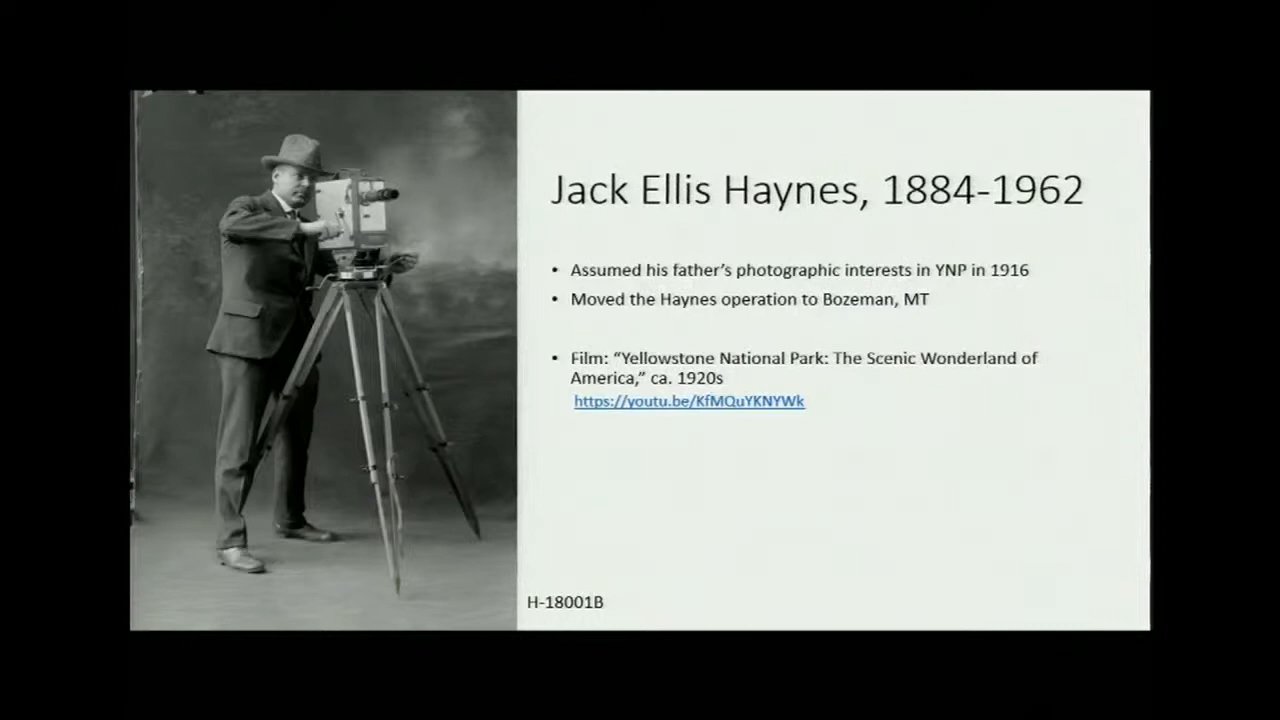 Jack Ellis Haynes, 1884-1962
• Assumed his father's photographic interests in YNP in 1916
• Moved the Haynes operation to Bozeman, MT
• Film: “Yellowstone National Park: The Scenic Wonderland of
America,” ca. 1920s
https://youtu.be/KfMQuYKNYWk
H-18001B